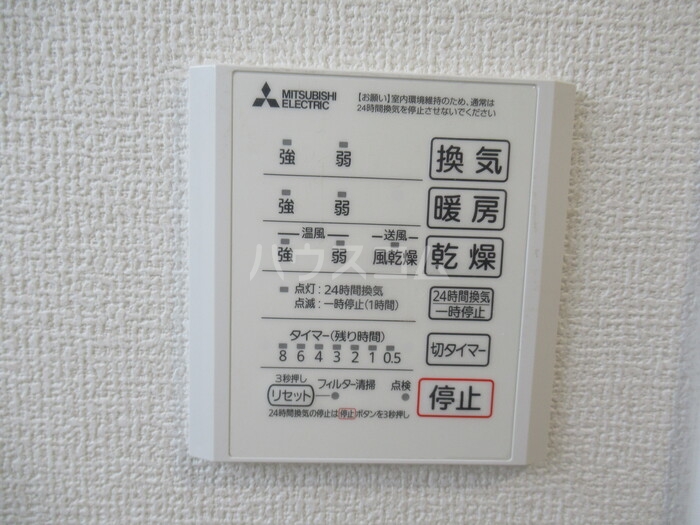 MITSUBISHI
ELECTRIC
【お願い】室内環境維持のため、通常は
24時間換気を停止させないでください
強 弱 換気
強 弱 暖房
温風 送風
強 弱 風乾燥 乾燥
点灯:24時間換気
点滅:一時停止(1時間)
24時間換気
一時停止
タイマー(残り時間)
8 6 4 3 2 1 0.5
切タイマー
3秒押し
リセット フィルター清掃 点検
停止
24時間換気の停止は停止ボタンを3秒押し
ハウスコム